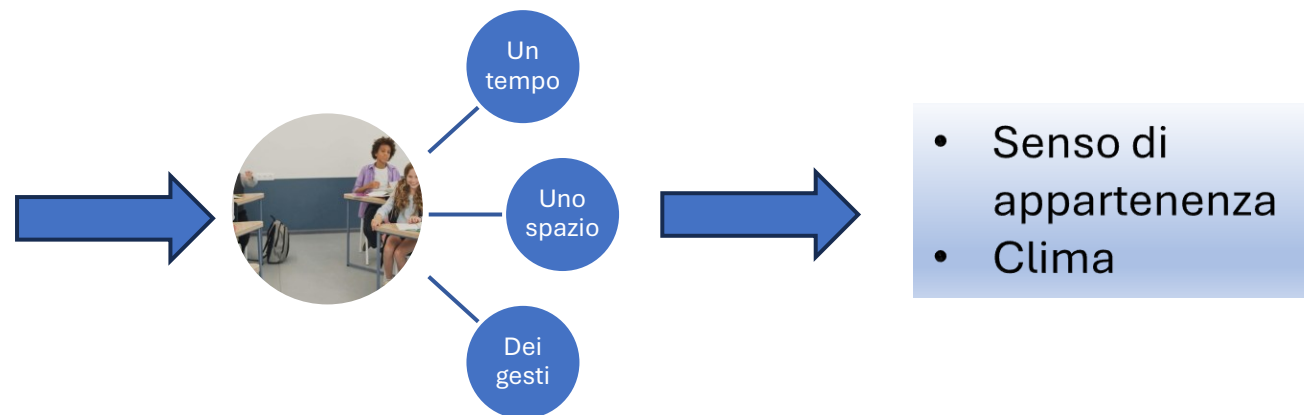 Un
tempo
Uno
spazio
Dei
gesti
• Senso di
appartenenza
• Clima